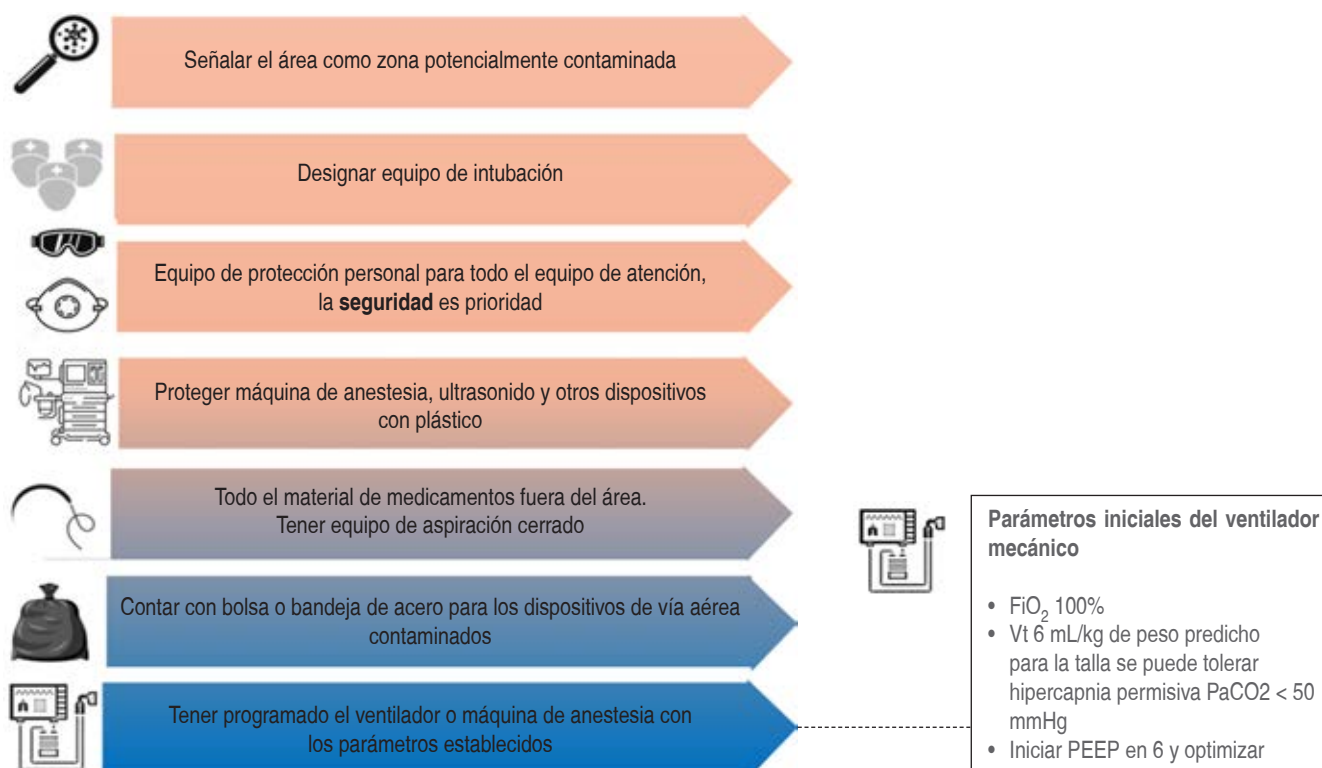 Señalar el área como zona potencialmente contaminada
Designar equipo de intubación
Equipo de protección personal para todo el equipo de atención,
la seguridad es prioridad
Proteger máquina de anestesia, ultrasonido y otros dispositivos
con plástico
Todo el material de medicamentos fuera del área.
Tener equipo de aspiración cerrado
Contar con bolsa o bandeja de acero para los dispositivos de vía aérea
contaminados
Tener programado el ventilador o máquina de anestesia con
los parámetros establecidos
Parámetros iniciales del ventilador
mecánico
• FiO₂ 100%
• Vt 6 mL/kg de peso predicho
para la talla se puede tolerar
hipercapnia permisiva PaCO2 < 50
mmHg
• Iniciar PEEP en 6 y optimizar